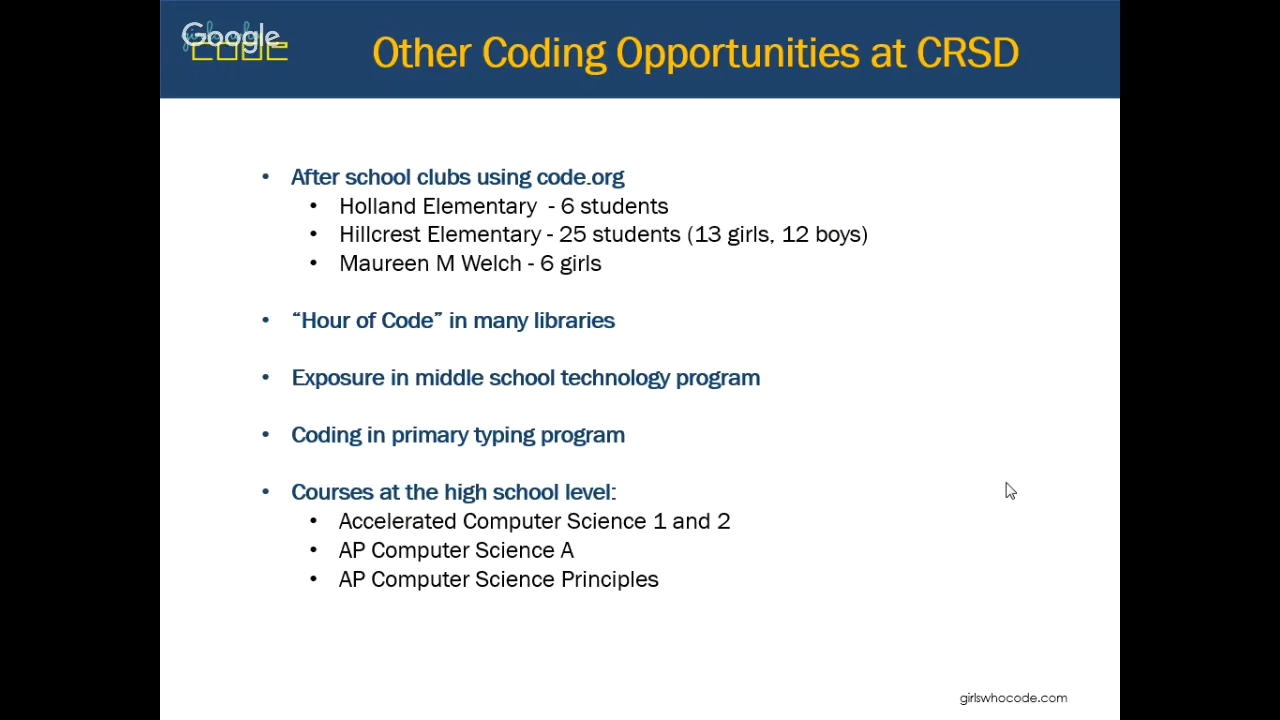 Google
CODE
Other Coding Opportunities at CRSD
• After school clubs using code.org
• Holland Elementary - 6 students
• Hillcrest Elementary - 25 students (13 girls, 12 boys)
• Maureen M Welch - 6 girls
• “Hour of Code” in many libraries
• Exposure in middle school technology program
• Coding in primary typing program
• Courses at the high school level:
• Accelerated Computer Science 1 and 2
• AP Computer Science A
• AP Computer Science Principles
girlswhocode.com